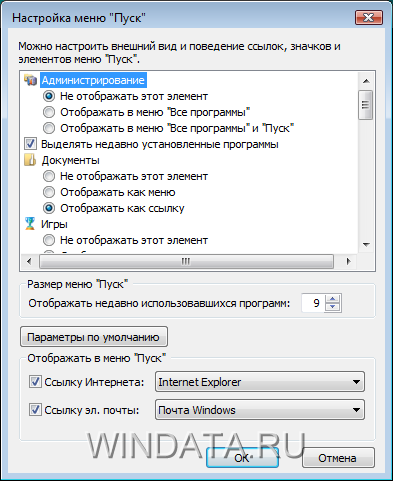 Настройка меню "Пуск"
Можно настроить внешний вид и поведение ссылок, значков и
элементов меню "Пуск".
Администрирование
Не отображать этот элемент
Отображать в меню "Все программы"
Отображать в меню "Все программы" и "Пуск"
Выделять недавно установленные программы
Документы
Не отображать этот элемент
Отображать как меню
Отображать как ссылку
Игры
Не отображать этот элемент
Размер меню "Пуск"
Отображать недавно использовавшихся программ: 9
Параметры по умолчанию
Отображать в меню "Пуск"
Ссылку Интернета: Internet Explorer
Ссылку эл. почты: Почта Windows
WINDATA.RU
ОК Отмена